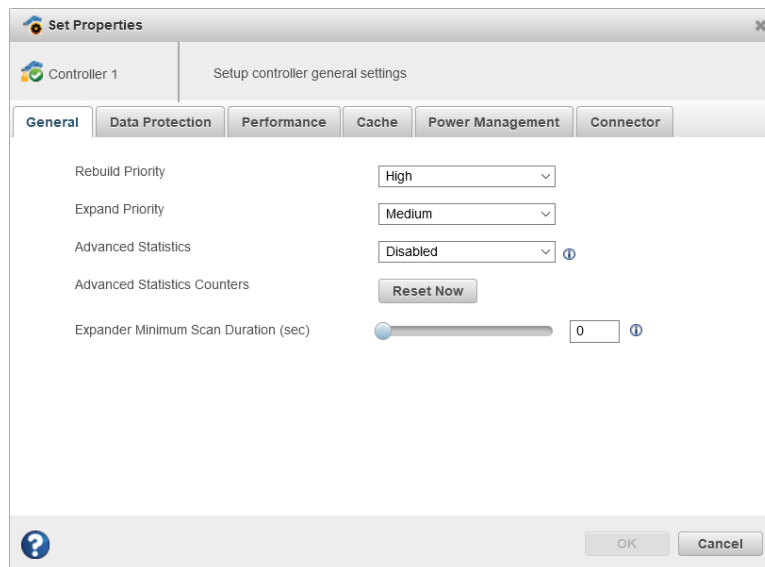 Set Properties
Controller 1
Setup controller general settings
General Data Protection Performance Cache Power Management Connector
Rebuild Priority High
Expand Priority Medium
Advanced Statistics Disabled
Advanced Statistics Counters Reset Now
Expander Minimum Scan Duration (sec) 0
OK Cancel